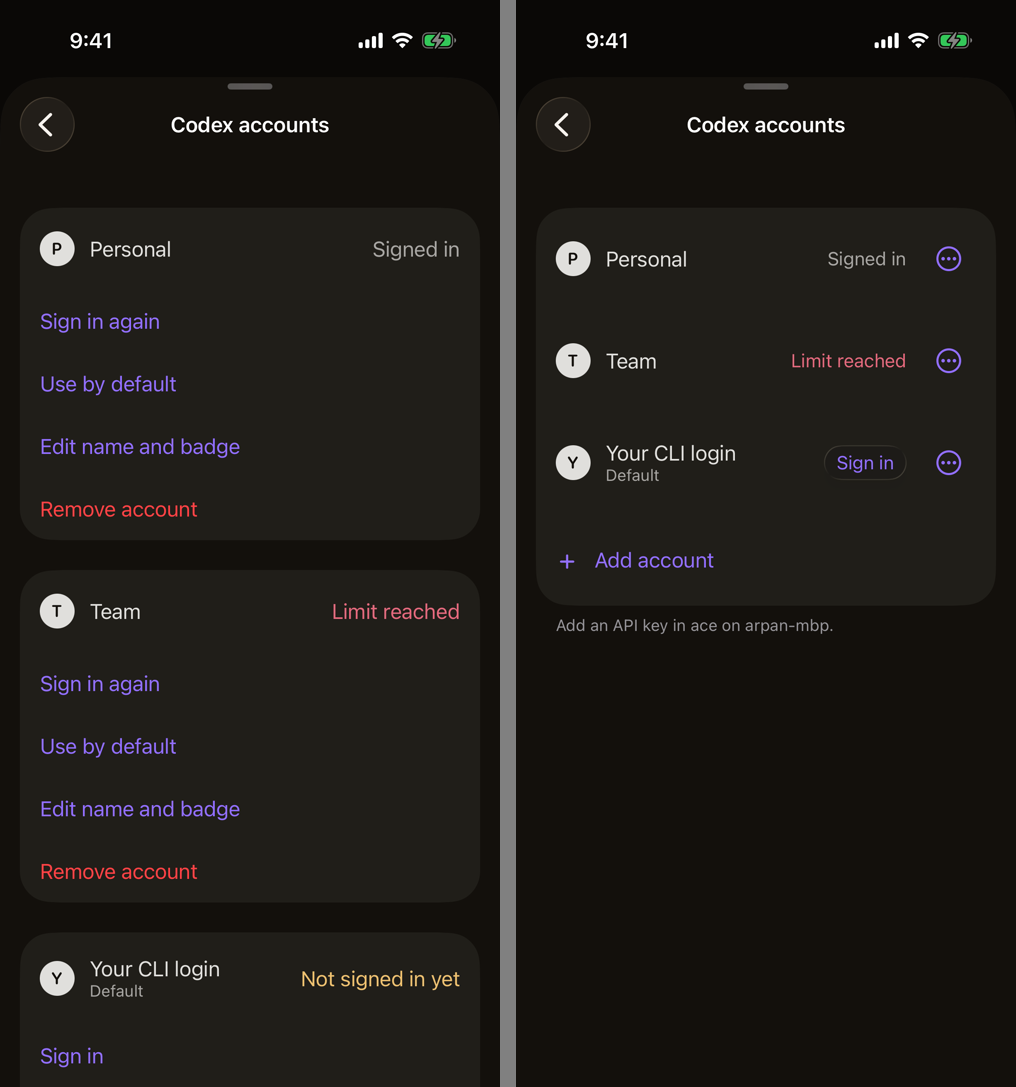 9:41
Codex accounts
P Personal Signed in
Sign in again
Use by default
Edit name and badge
Remove account
T Team Limit reached
Sign in again
Use by default
Edit name and badge
Remove account
Y Your CLI login Not signed in yet
Default
Sign in
9:41
Codex accounts
P Personal Signed in
T Team Limit reached
Y Your CLI login Sign in
Default
+ Add account
Add an API key in ace on arpan-mbp.